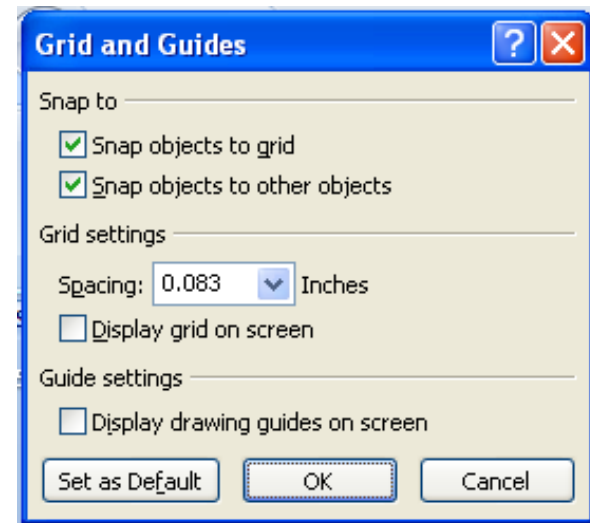 Grid and Guides
Snap to
Snap objects to grid
Snap objects to other objects
Grid settings
Spacing: 0.083 Inches
Display grid on screen
Guide settings
Display drawing guides on screen
Set as Default OK Cancel